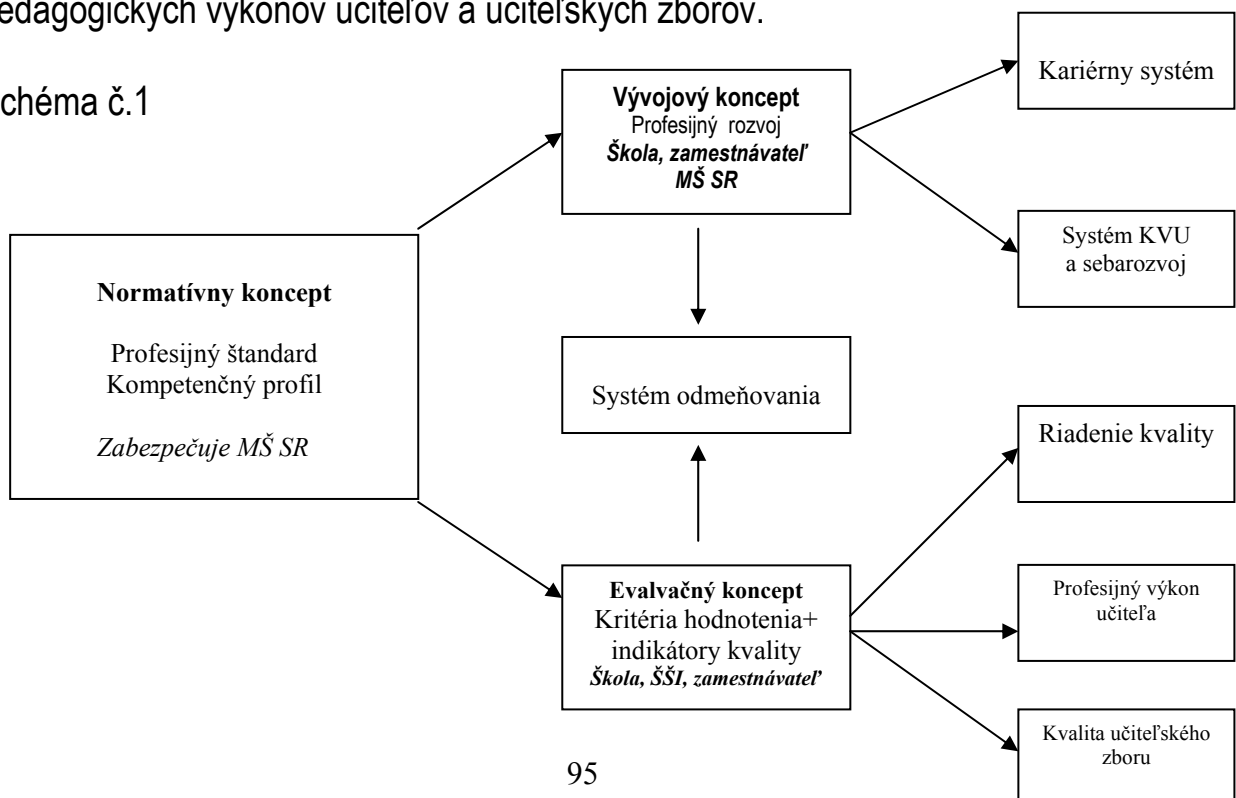 edagogických výkonov učiteľov a učiteľských zborov.
chéma č.1
Normatívny koncept
Profesijný štandard
Kompetenčný profil
Zabezpečuje MŠ SR
Vývojový koncept
Profesijný rozvoj
Škola, zamestnávateľ
MŠ SR
Systém odmeňovania
Evalvačný koncept
Kritéria hodnotenia+
indikátory kvality
Škola, ŠŠI, zamestnávateľ
Kariérny systém
Systém KVU
a sebarozvoj
Riadenie kvality
Profesijný výkon
učiteľa
Kvalita učiteľského
zboru
95